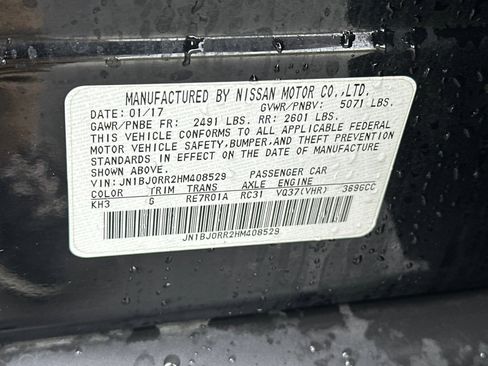 MANUFACTURED BY NISSAN MOTOR CO.,LTD.
DATE: 01/17 GVWR/PNBV: 5071 LBS.
GAWR/PNBE FR: 2491 LBS. RR: 2601 LBS.
THIS VEHICLE CONFORMS TO ALL APPLICABLE FEDERAL
MOTOR VEHICLE SAFETY,BUMPER,AND THEFT PREVENTION
STANDARDS IN EFFECT ON THE DATE OF MANUFACTURE
SHOWN ABOVE.
VIN: JN1BJ0RR2HM408529 PASSENGER CAR
COLOR TRIM TRANS AXLE ENGINE
KH3 G RE7R01A RC31 VQ37(VHR) 3696CC
JN1BJ0RR2HM408529